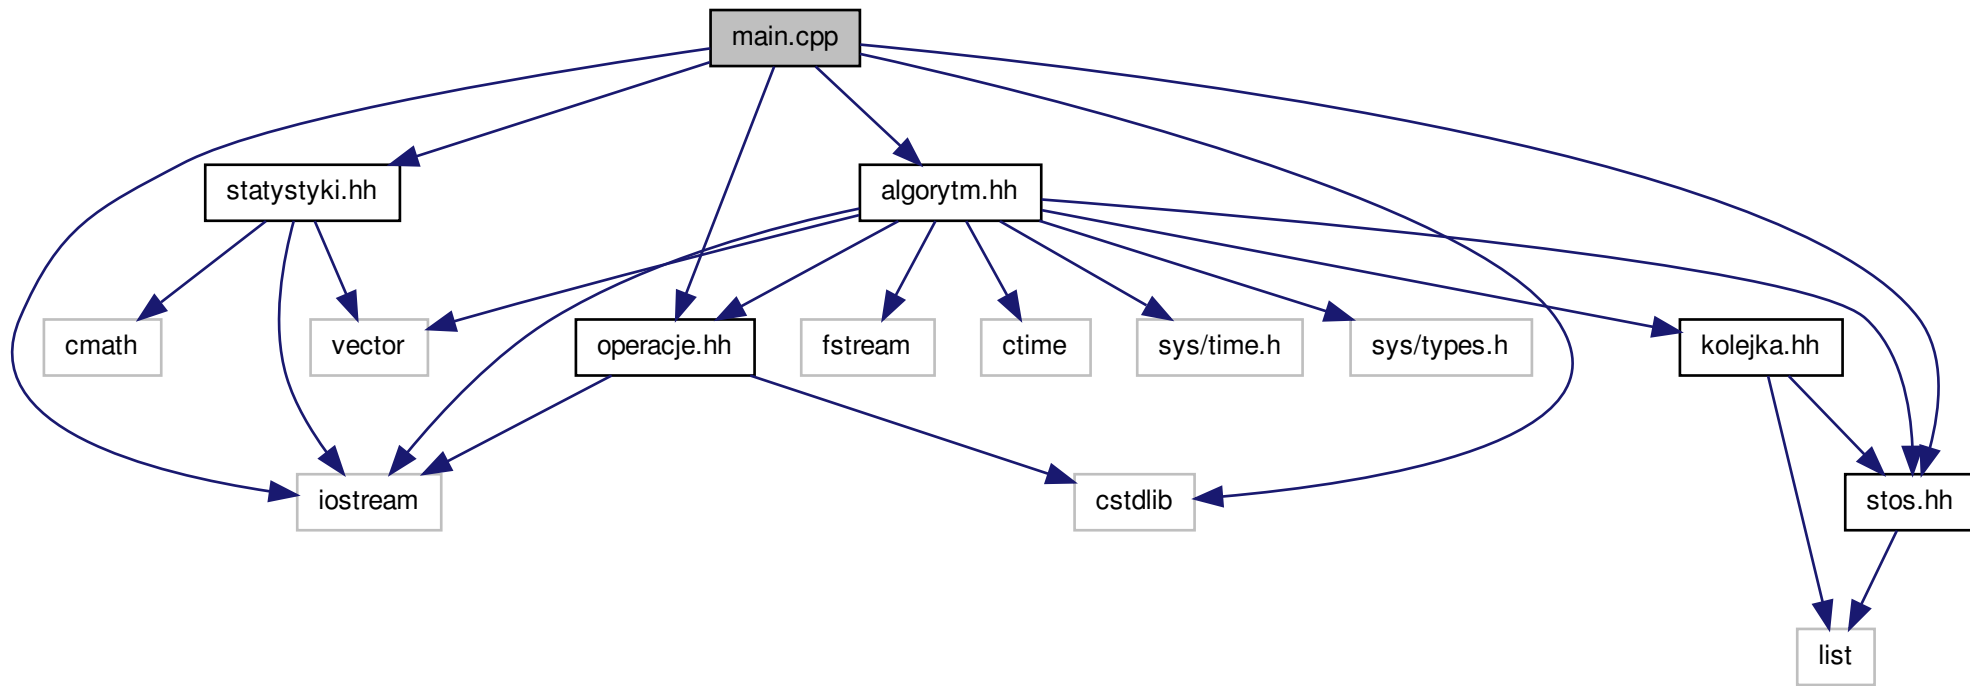 main.cpp
statystyki.hh
algorytm.hh
cmath
vector
operacje.hh
fstream
ctime
sys/time.h
sys/types.h
kolejka.hh
iostream
cstdlib
stos.hh
list